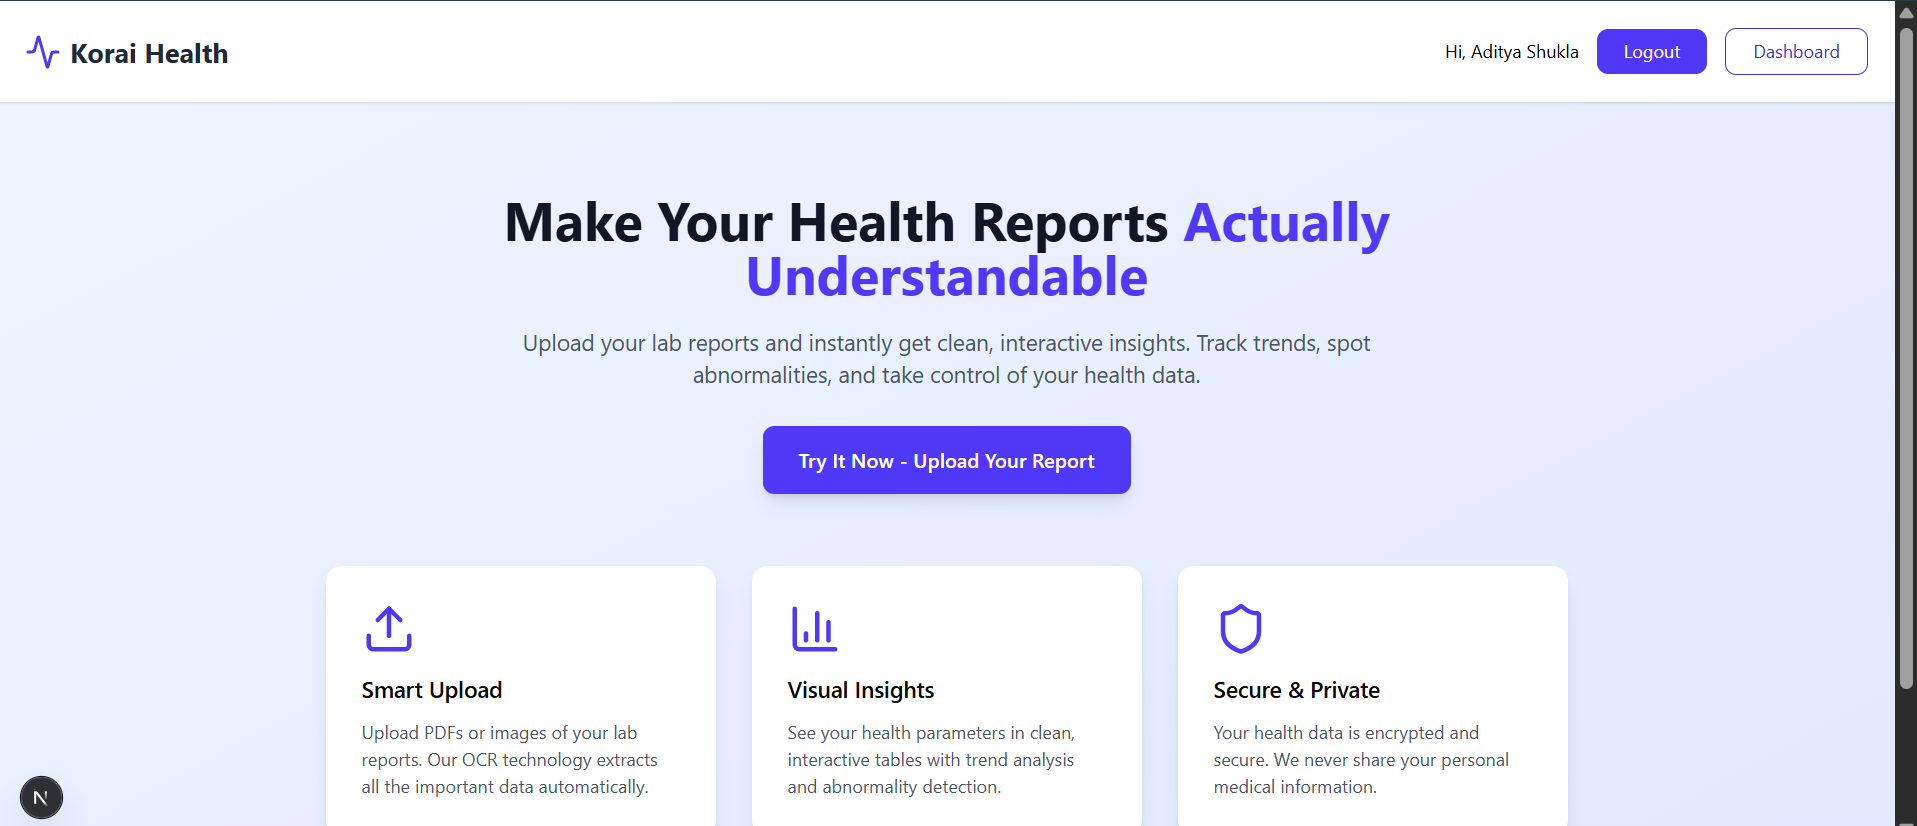 Korai Health
Hi, Aditya Shukla
Logout
Dashboard
Make Your Health Reports Actually
Understandable
Upload your lab reports and instantly get clean, interactive insights. Track trends, spot
abnormalities, and take control of your health data.
Try It Now - Upload Your Report
Smart Upload
Upload PDFs or images of your lab
reports. Our OCR technology extracts
all the important data automatically.
Visual Insights
See your health parameters in clean,
interactive tables with trend analysis
and abnormality detection.
Secure & Private
Your health data is encrypted and
secure. We never share your personal
medical information.
N